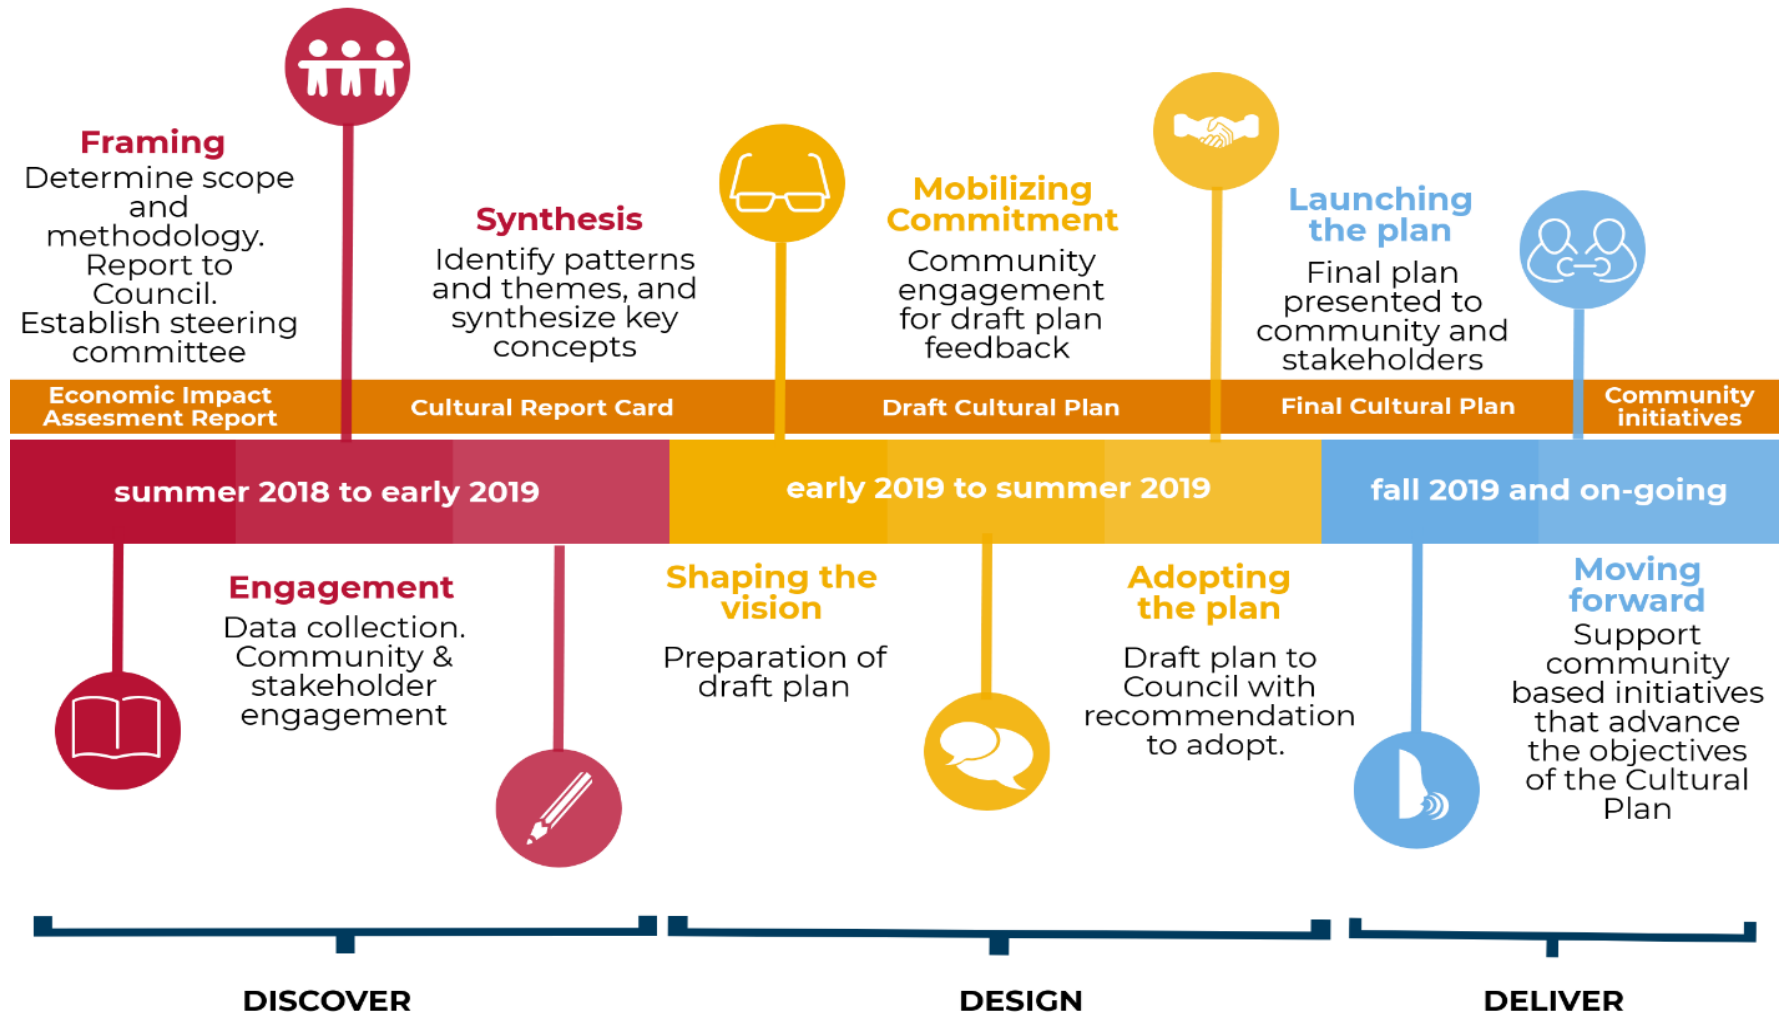 Framing
Determine scope
and
methodology.
Report to
Council.
Establish steering
committee
Synthesis
Identify patterns
and themes, and
synthesize key
concepts
Mobilizing
Commitment
Community
engagement
for draft plan
feedback
Launching
the plan
Final plan
presented to
community and
stakeholders
Economic Impact
Assesment Report
Cultural Report Card
Draft Cultural Plan
Final Cultural Plan
Community
initiatives
summer 2018 to early 2019
early 2019 to summer 2019
fall 2019 and on-going
Engagement
Data collection.
Community &
stakeholder
engagement
Shaping the
vision
Preparation of
draft plan
Adopting
the plan
Draft plan to
Council with
recommendation
to adopt.
Moving
forward
Support
community
based initiatives
that advance
the objectives
of the Cultural
Plan
DISCOVER
DESIGN
DELIVER